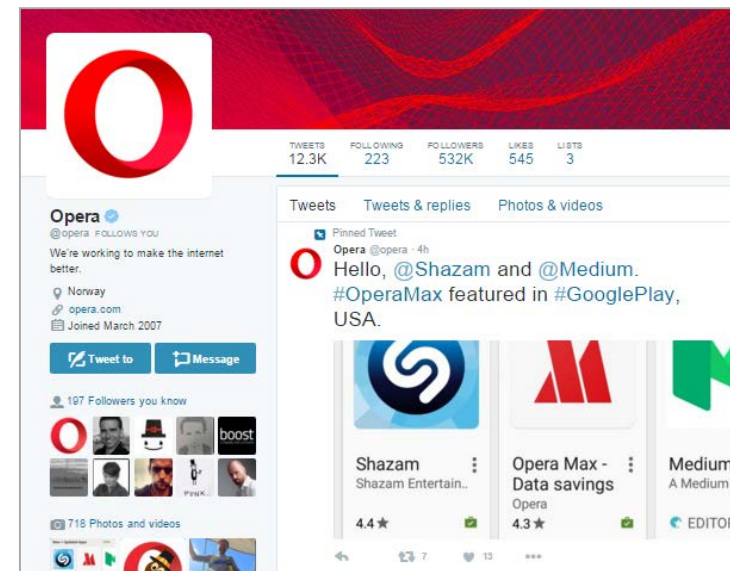 TWEETS FOLLOWING FOLLOWERS LIKES LISTS
12.3K 223 532K 545 3
Tweets Tweets & replies Photos & videos
Opera
@opera FOLLOWS YOU
We're working to make the internet
better.
Norway
opera.com
Joined March 2007
Tweet to Message
197 Followers you know
boost
PUNK
718 Photos and videos
Pinned Tweet
Opera @opera · 4h
Hello, @Shazam and @Medium.
#OperaMax featured in #GooglePlay,
USA.
Shazam
Shazam Entertain..
4.4★
Opera Max -
Data savings
Opera
4.3★
Medium
A Medium
EDITOR
7 13